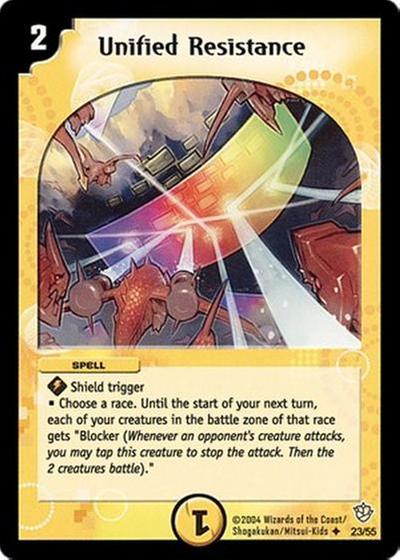 2
Unified Resistance
SPELL
Shield trigger
▪ Choose a race. Until the start of your next turn,
each of your creatures in the battle zone of that race
gets "Blocker (Whenever an opponent's creature attacks,
you may tap this creature to stop the attack. Then the
2 creatures battle)."
1
©2004 Wizards of the Coast/
Shogakukan/Mitsui-Kids ✦ 23/55